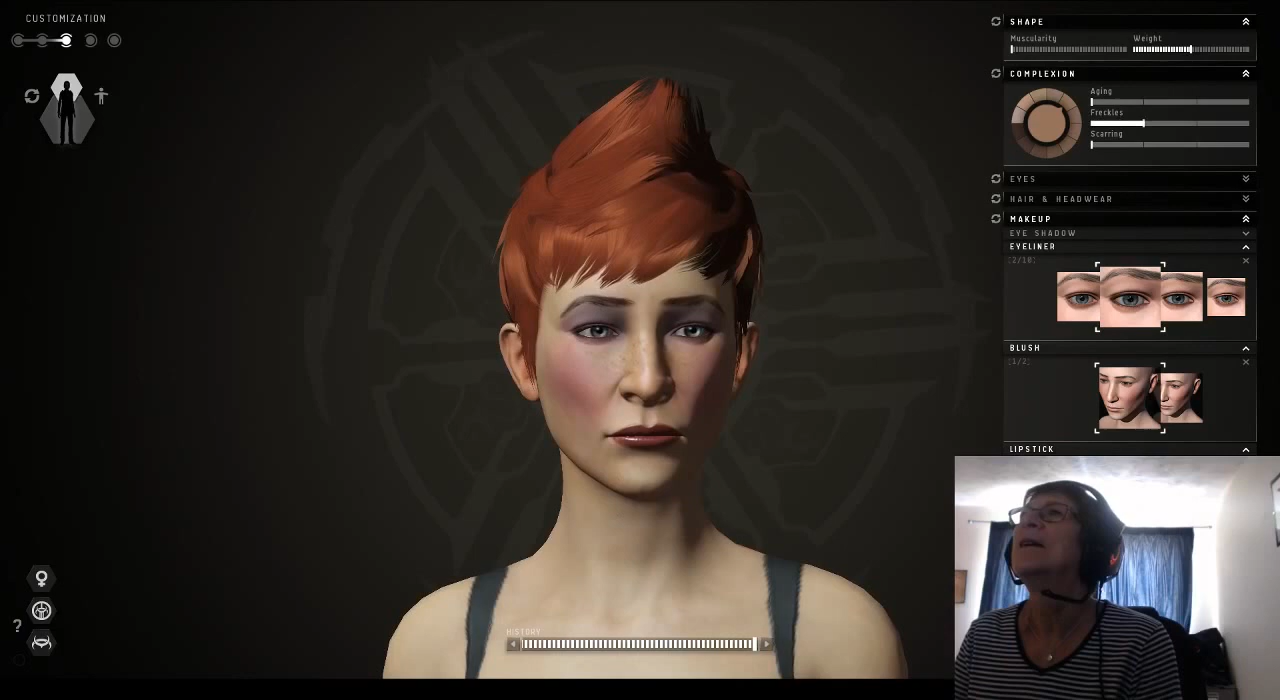 CUSTOMIZATION
SHAPE
Muscularity Weight
COMPLEXION
Aging
Freckles
Scarring
EYES
HAIR & HEADWEAR
MAKEUP
EYE SHADOW
EYELINER
[2/10]
BLUSH
[1/2]
LIPSTICK
?
HISTORY